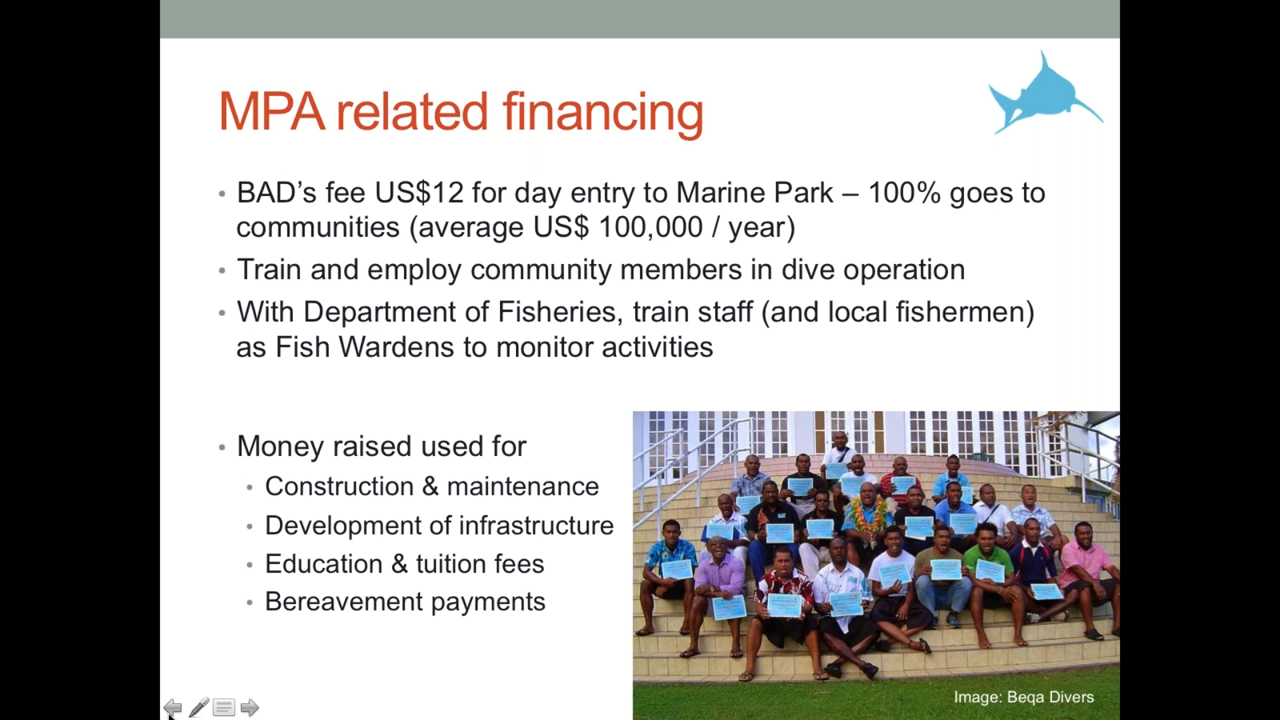 MPA related financing
• BAD’s fee US$12 for day entry to Marine Park – 100% goes to
communities (average US$ 100,000 / year)
• Train and employ community members in dive operation
• With Department of Fisheries, train staff (and local fishermen)
as Fish Wardens to monitor activities
• Money raised used for
• Construction & maintenance
• Development of infrastructure
• Education & tuition fees
• Bereavement payments
Image: Beqa Divers